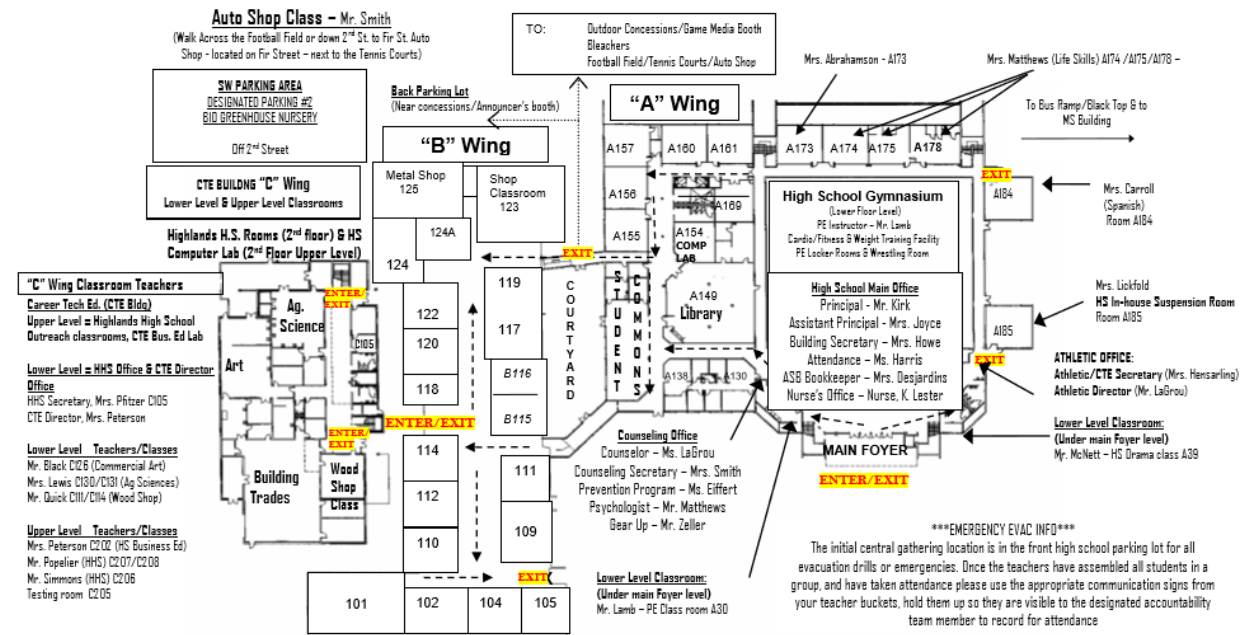 Auto Shop Class – Mr. Smith
(Walk Across the Football Field or down 2nd St. to Fir St. Auto
Shop - located on Fir Street – next to the Tennis Courts)
SW PARKING AREA
DESIGNATED PARKING #2
BIO GREENHOUSE NURSERY
Off 2nd Street
CTE BUILDNG "C" Wing
Lower Level & Upper Level Classrooms
Highlands H.S. Rooms (2nd floor) & HS
Computer Lab (2nd Floor Upper Level)
"C" Wing Classroom Teachers
Career Tech Ed. (CTE Bldg)
Upper Level = Highlands High School
Outreach classrooms, CTE Bus. Ed Lab
Lower Level = HHS Office & CTE Director
Office
HHS Secretary, Mrs. Pfitzer C105
CTE Director, Mrs. Peterson
Lower Level Teachers/Classes
Mr. Black C126 (Commercial Art)
Mrs. Lewis C130/C131 (Ag Sciences)
Mr. Quick C111/C114 (Wood Shop)
Upper Level Teachers/Classes
Mrs. Peterson C202 (HS Business Ed)
Mr. Popelier (HHS) C207/C208
Mr. Simmons (HHS) C206
Testing room C205
ENTER/
EXIT
Ag.
Science
C105
Art
ENTER/
EXIT
Building
Trades
Wood
Shop
Class
TO:
Outdoor Concessions/Game Media Booth
Bleachers
Football Field/Tennis Courts/Auto Shop
Back Parking Lot
(Near concessions/Announcer's booth)
"B" Wing
Metal Shop
125
Shop
Classroom
123
124A
124
EXIT
122
120
118
119
117
B116
B115
ENTER/EXIT
114
112
110
111
109
EXIT
101
102
104
105
COURTYARD
STUDENT
COMMONS
"A" Wing
A157
A160
A161
A156
A155
A169
A154
COMP
LAB
A149
Library
A138
A130
Mrs. Abrahamson - A173
Mrs. Matthews (Life Skills) A174 /A175/A178 –
A173
A174
A175
A178
To Bus Ramp/Black Top & to
MS Building
EXIT
A184
Mrs. Carroll
(Spanish)
Room A184
High School Gymnasium
(Lower Floor Level)
PE Instructor – Mr. Lamb
Cardio/Fitness & Weight Training Facility
PE Locker Rooms & Wrestling Room
High School Main Office
Principal - Mr. Kirk
Assistant Principal - Mrs. Joyce
Building Secretary – Mrs. Howe
Attendance – Ms. Harris
ASB Bookkeeper – Mrs. Desjardins
Nurse's Office – Nurse, K. Lester
Mrs. Lickfold
HS In-house Suspension Room
Room A185
A185
EXIT
ATHLETIC OFFICE:
Athletic/CTE Secretary (Mrs. Hensarling)
Athletic Director (Mr. LaGrou)
Lower Level Classroom:
(Under main Foyer level)
Mr. McNett – HS Drama class A39
MAIN FOYER
ENTER/EXIT
Counseling Office
Counselor – Ms. LaGrou
Counseling Secretary – Mrs. Smith
Prevention Program – Ms. Eiffert
Psychologist – Mr. Matthews
Gear Up – Mr. Zeller
Lower Level Classroom:
(Under main Foyer level)
Mr. Lamb – PE Class room A30
***EMERGENCY EVAC INFO***
The initial central gathering location is in the front high school parking lot for all
evacuation drills or emergencies. Once the teachers have assembled all students in a
group, and have taken attendance please use the appropriate communication signs from
your teacher buckets, hold them up so they are visible to the designated accountability
team member to record for attendance